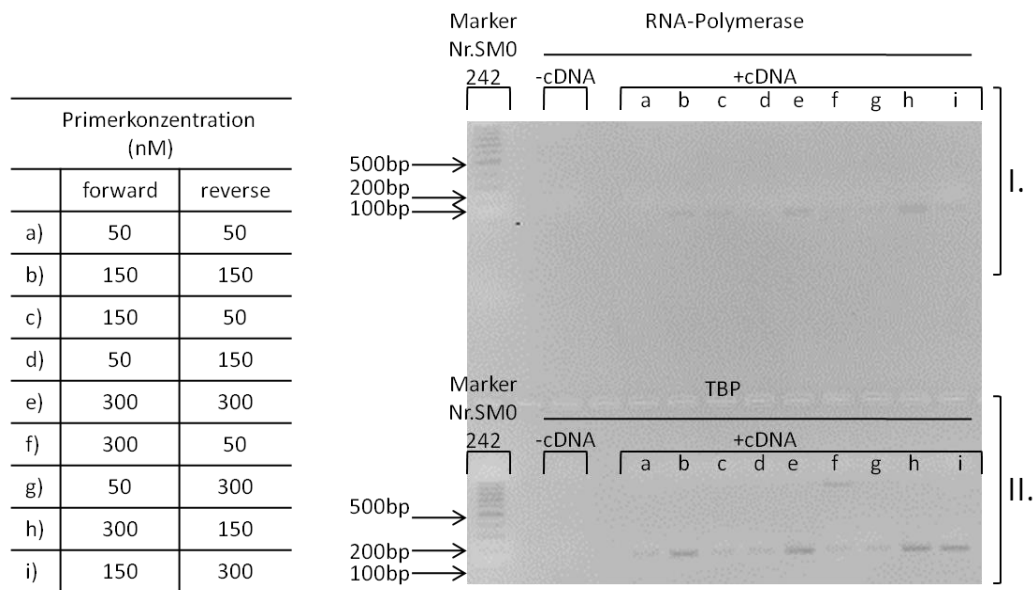 Primerkonzentration
(nM)
forward reverse
a) 50 50
b) 150 150
c) 150 50
d) 50 150
e) 300 300
f) 300 50
g) 50 300
h) 300 150
i) 150 300
Marker
Nr.SM0
242
RNA-Polymerase
-cDNA +cDNA
a b c d e f g h i
500bp
200bp
100bp
I.
Marker
Nr.SM0
242
TBP
-cDNA +cDNA
a b c d e f g h i
500bp
200bp
100bp
II.